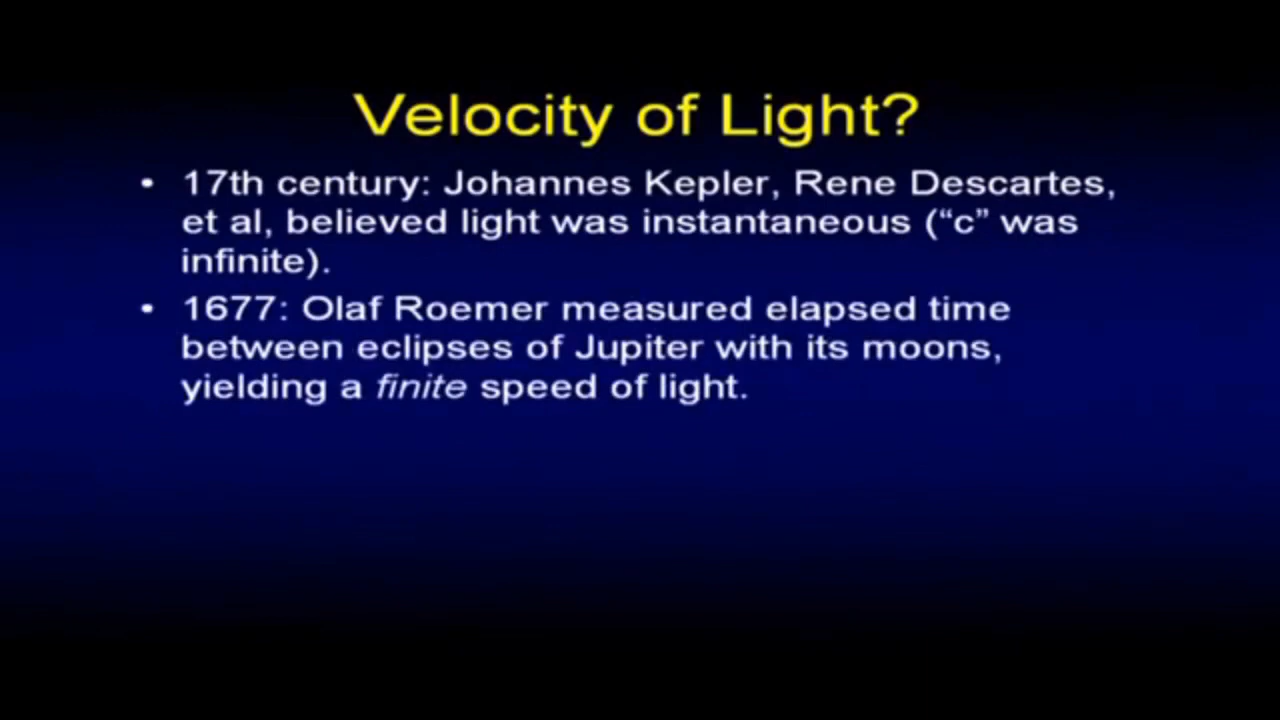 Velocity of Light?
• 17th century: Johannes Kepler, Rene Descartes,
et al, believed light was instantaneous (“c” was
infinite).
• 1677: Olaf Roemer measured elapsed time
between eclipses of Jupiter with its moons,
yielding a finite speed of light.